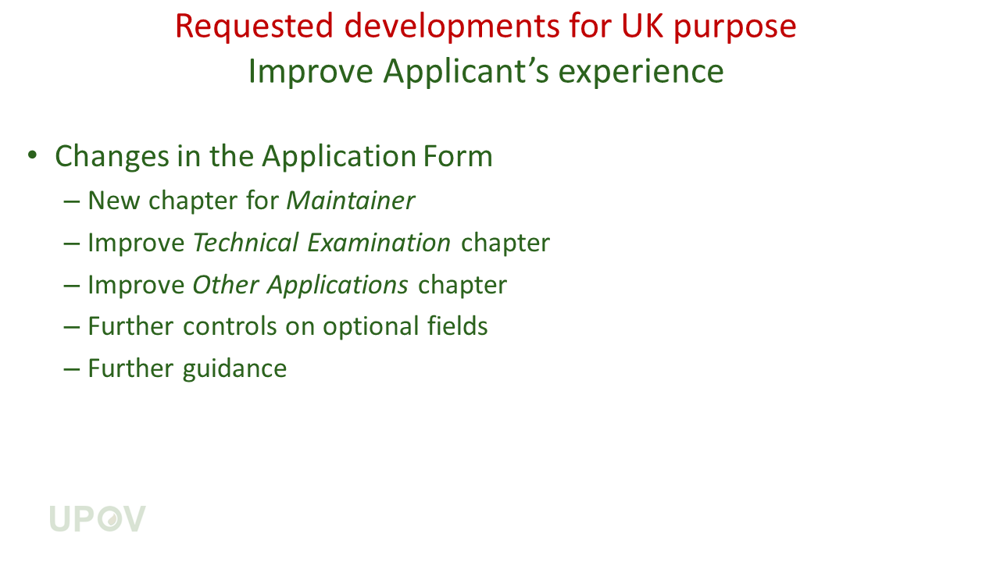 Requested developments for UK purpose
Improve Applicant’s experience
• Changes in the Application Form
– New chapter for Maintainer
– Improve Technical Examination chapter
– Improve Other Applications chapter
– Further controls on optional fields
– Further guidance
UPOV